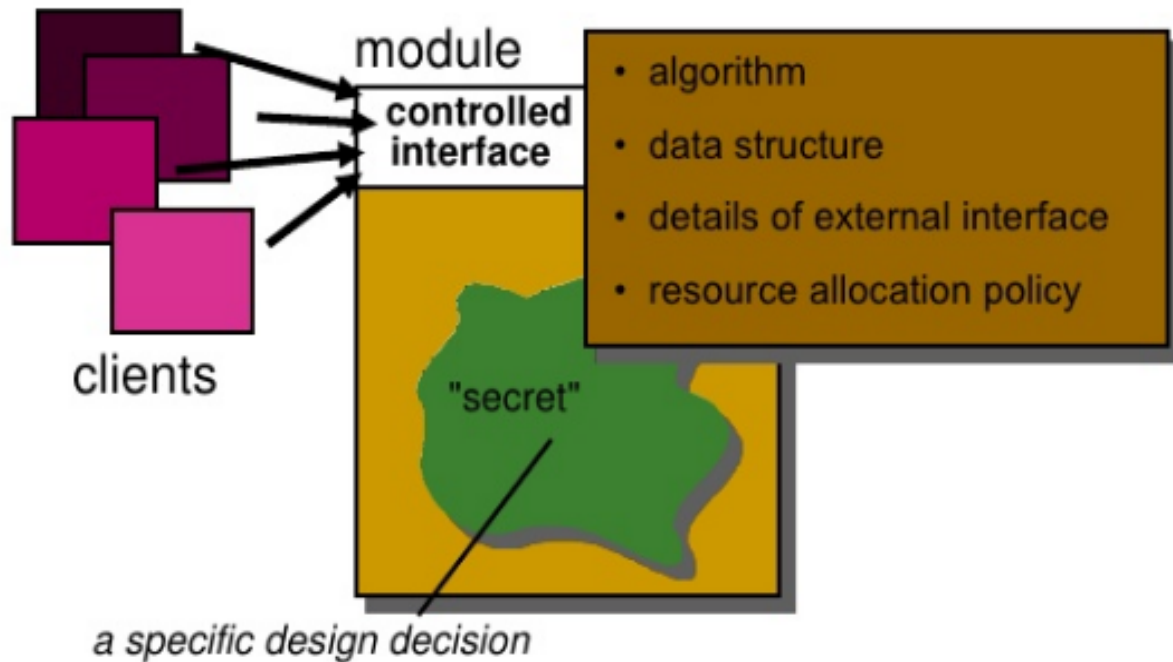 module
controlled
interface
• algorithm
• data structure
• details of external interface
• resource allocation policy
clients
"secret"
a specific design decision